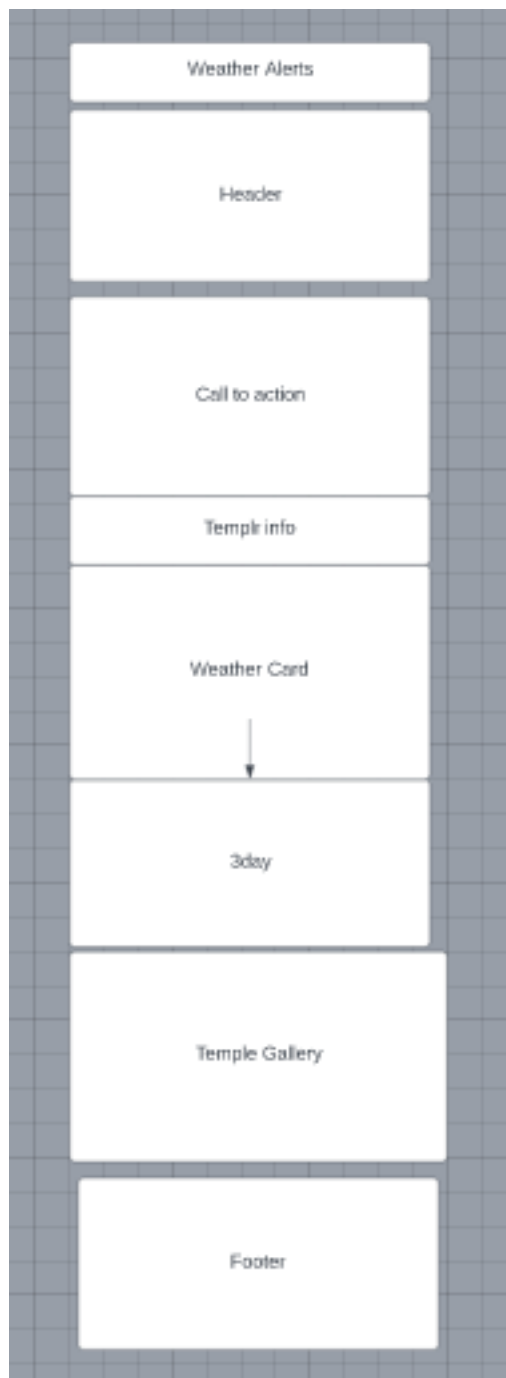 Weather Alerts
Header
Call to action
Templr info
Weather Card
3day
Temple Gallery
Footer